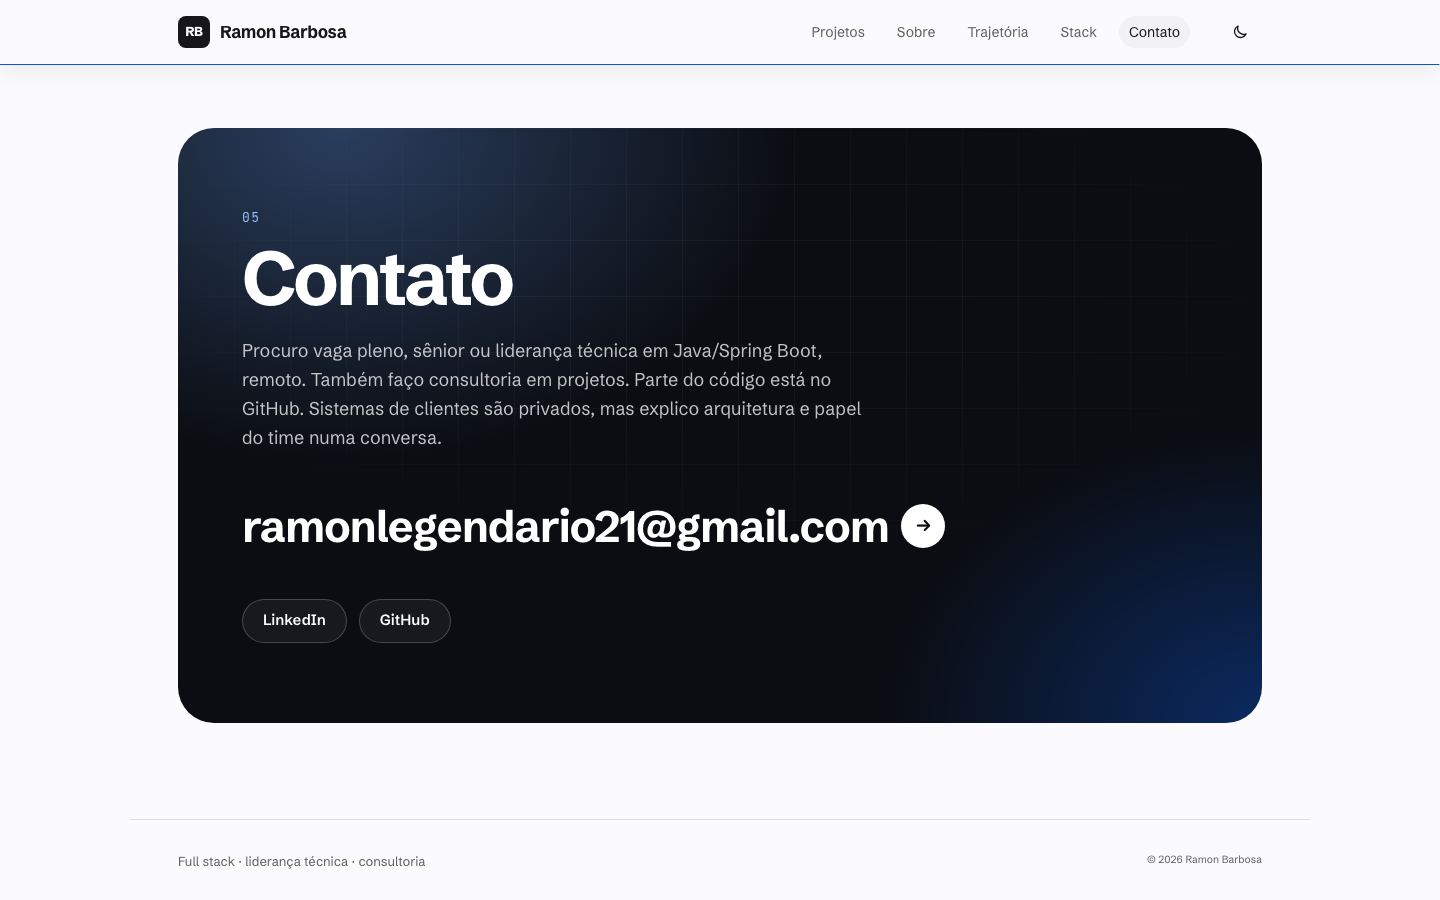 RB Ramon Barbosa Projetos Sobre Trajetória Stack Contato
05
Contato
Procuro vaga pleno, sênior ou liderança técnica em Java/Spring Boot,
remoto. Também faço consultoria em projetos. Parte do código está no
GitHub. Sistemas de clientes são privados, mas explico arquitetura e papel
do time numa conversa.
ramonlegendario21@gmail.com
LinkedIn GitHub
Full stack · liderança técnica · consultoria © 2026 Ramon Barbosa